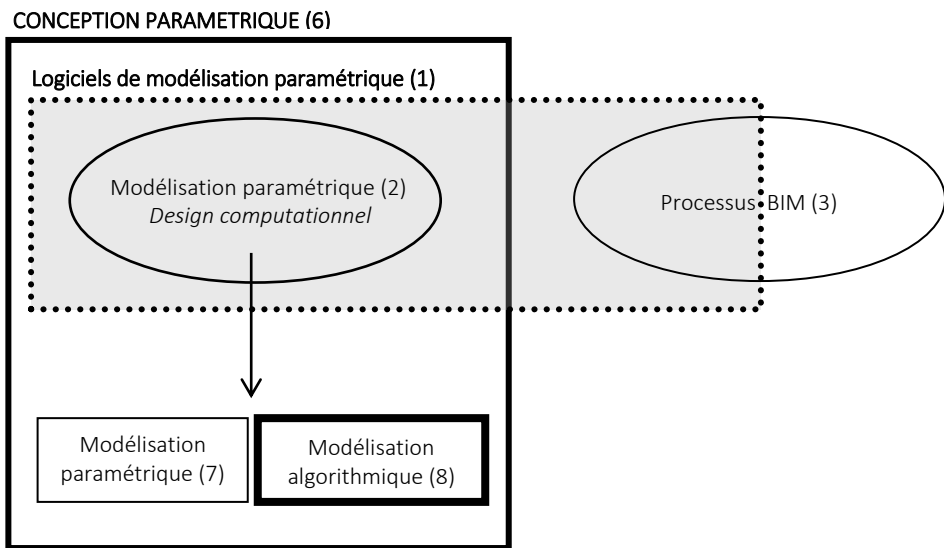 CONCEPTION PARAMETRIQUE (6)
Logiciels de modélisation paramétrique (1)
Modélisation paramétrique (2)
Design computationnel
Processus BIM (3)
Modélisation
paramétrique (7)
Modélisation
algorithmique (8)